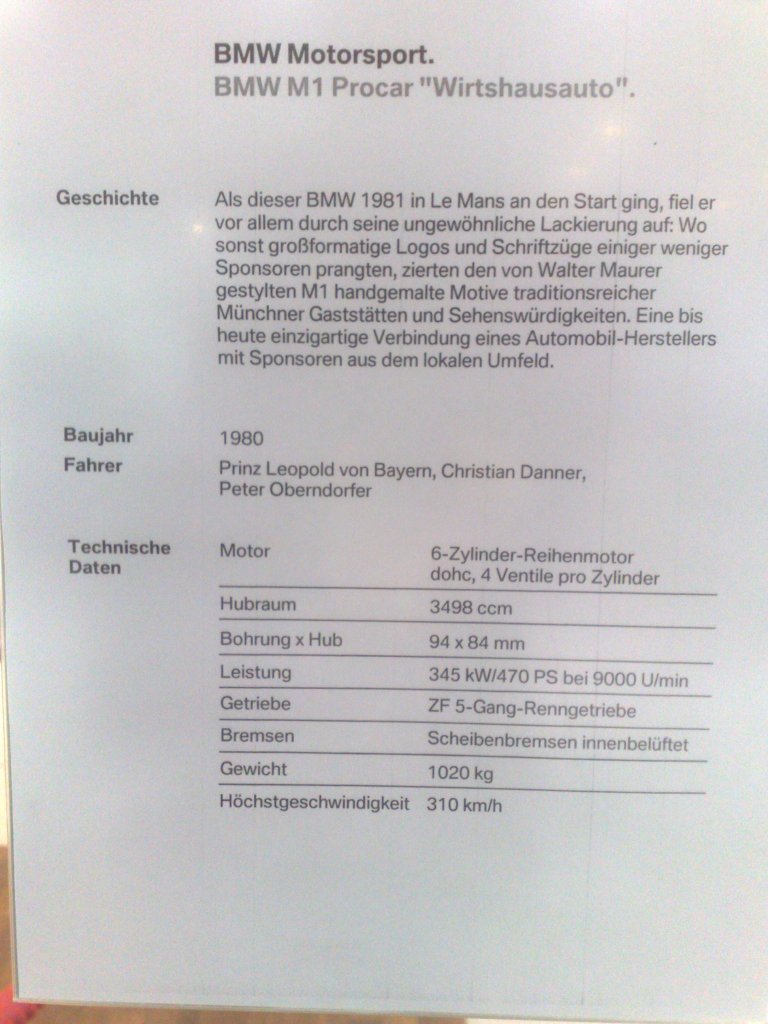 BMW Motorsport.
BMW M1 Procar "Wirtshausauto".
Geschichte
Als dieser BMW 1981 in Le Mans an den Start ging, fiel er
vor allem durch seine ungewöhnliche Lackierung auf: Wo
sonst großformatige Logos und Schriftzüge einiger weniger
Sponsoren prangten, zierten den von Walter Maurer
gestylten M1 handgemalte Motive traditionsreicher
Münchner Gaststätten und Sehenswürdigkeiten. Eine bis
heute einzigartige Verbindung eines Automobil-Herstellers
mit Sponsoren aus dem lokalen Umfeld.
Baujahr 1980
Fahrer Prinz Leopold von Bayern, Christian Danner,
Peter Oberndorfer
Technische Daten
Motor 6-Zylinder-Reihenmotor
dohc, 4 Ventile pro Zylinder
Hubraum 3498 ccm
Bohrung x Hub 94 x 84 mm
Leistung 345 kW/470 PS bei 9000 U/min
Getriebe ZF 5-Gang-Renngetriebe
Bremsen Scheibenbremsen innenbelüftet
Gewicht 1020 kg
Höchstgeschwindigkeit 310 km/h